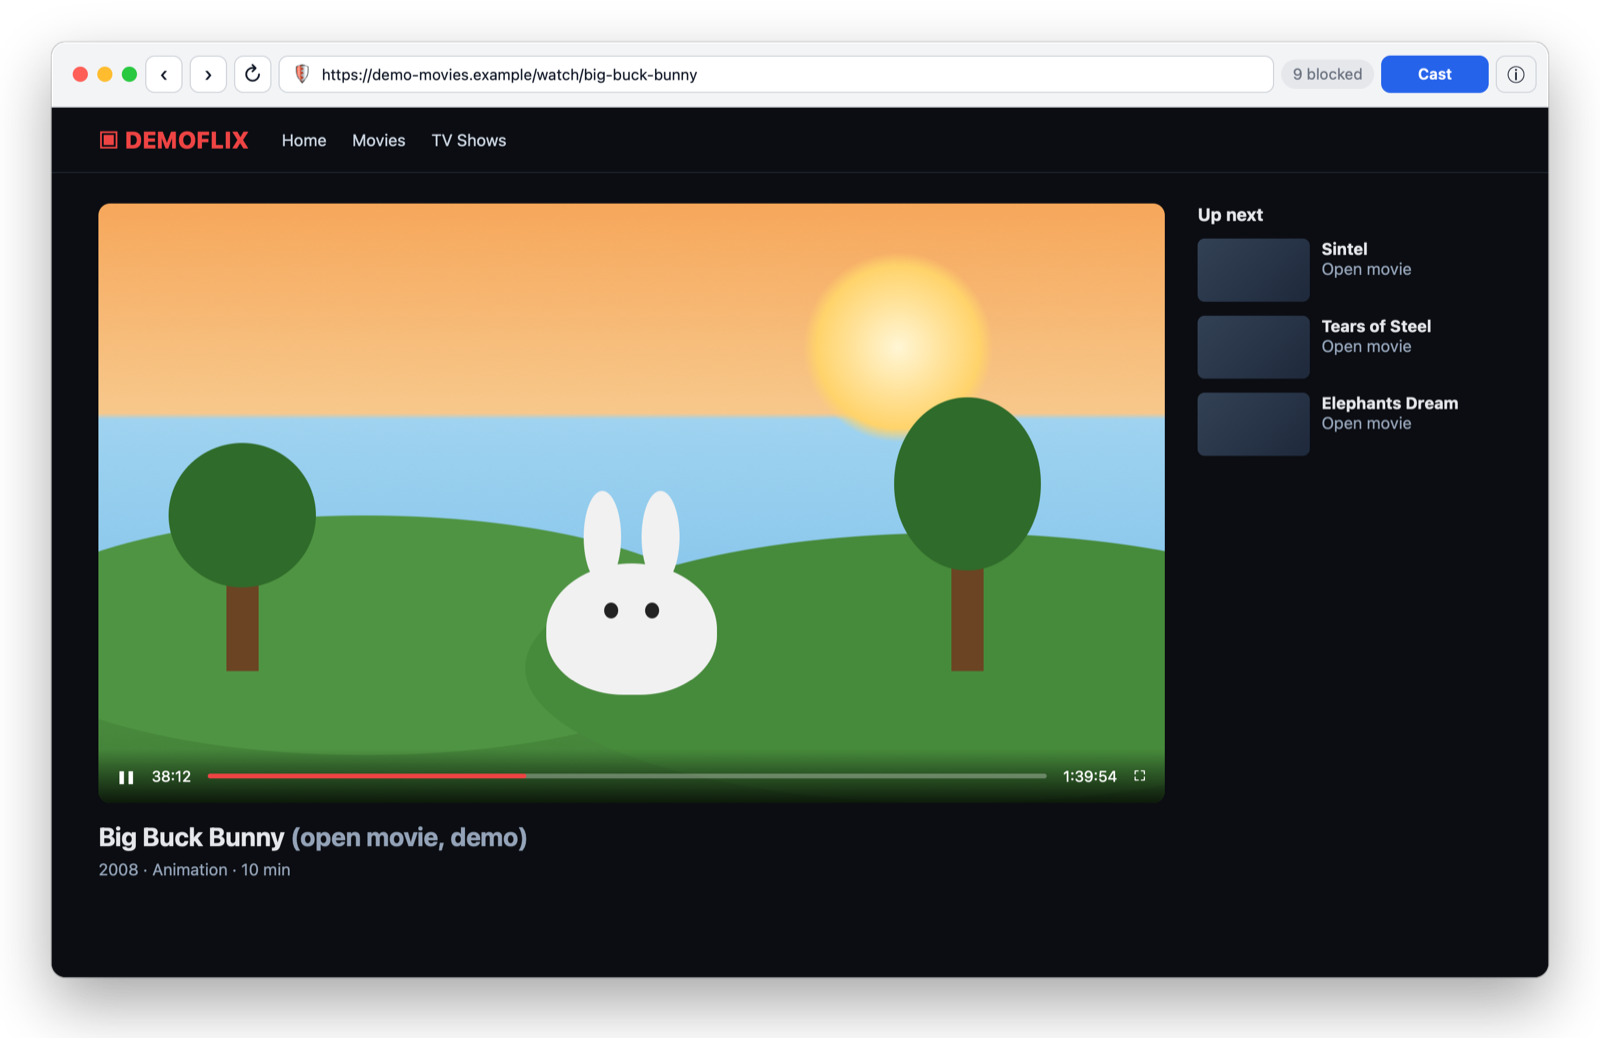 https://demo-movies.example/watch/big-buck-bunny
9 blocked
Cast
DEMOFLIX
Home
Movies
TV Shows
Up next
Sintel
Open movie
Tears of Steel
Open movie
Elephants Dream
Open movie
38:12
1:39:54
Big Buck Bunny (open movie, demo)
2008 · Animation · 10 min